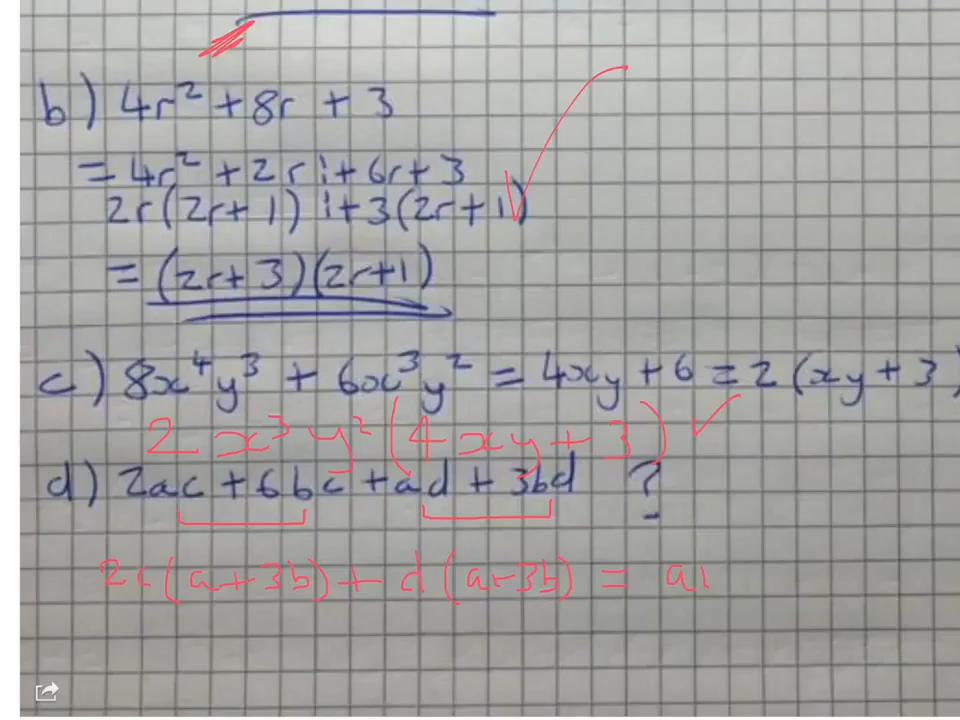 b) 4r² + 8r + 3
= 4r² + 2r + 6r + 3
2r(2r+1) + 3(2r+1)
= (2r+3)(2r+1)
c) 8x⁴y³ + 6x³y² = 4xy + 6 = 2(xy + 3)
2x³y²(4xy + 3)
d) 2ac + 6bc + ad + 3bd ?
2c(a+3b) + d(a+3b) = a